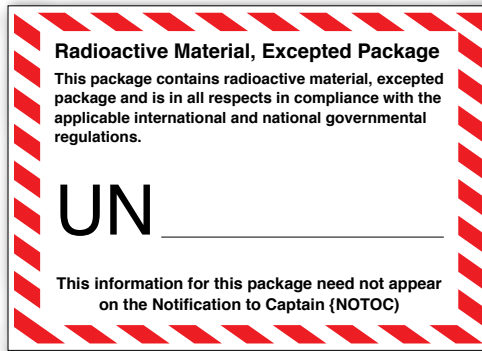 Radioactive Material, Excepted Package
This package contains radioactive material, excepted
package and is in all respects in compliance with the
applicable international and national governmental
regulations.
UN
This information for this package need not appear
on the Notification to Captain {NOTOC)